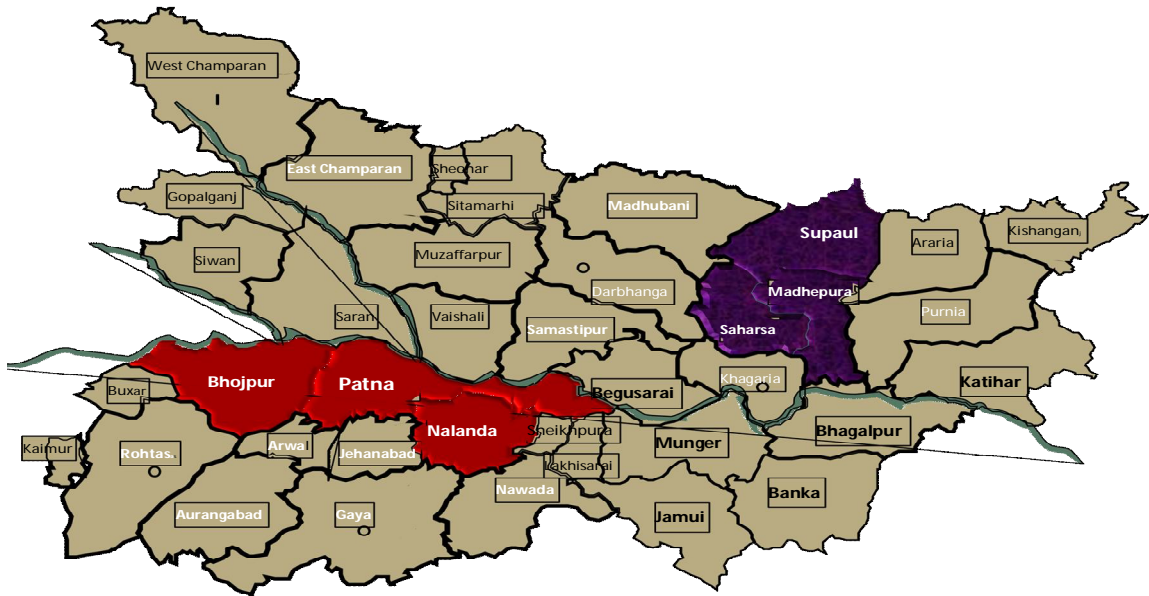 West Champaran
East Champaran
Sheohar
Gopalganj
Sitamarhi
Madhubani
Supaul
Araria
Kishanganj
Siwan
Muzaffarpur
Darbhanga
Madhepura
Purnia
Saran
Vaishali
Samastipur
Saharsa
Buxar
Bhojpur
Patna
Begusarai
Khagaria
Katihar
Kaimur
Rohtas
Arwal
Jehanabad
Nalanda
Sheikhpura
Munger
Bhagalpur
Lakhisarai
Aurangabad
Gaya
Nawada
Jamui
Banka